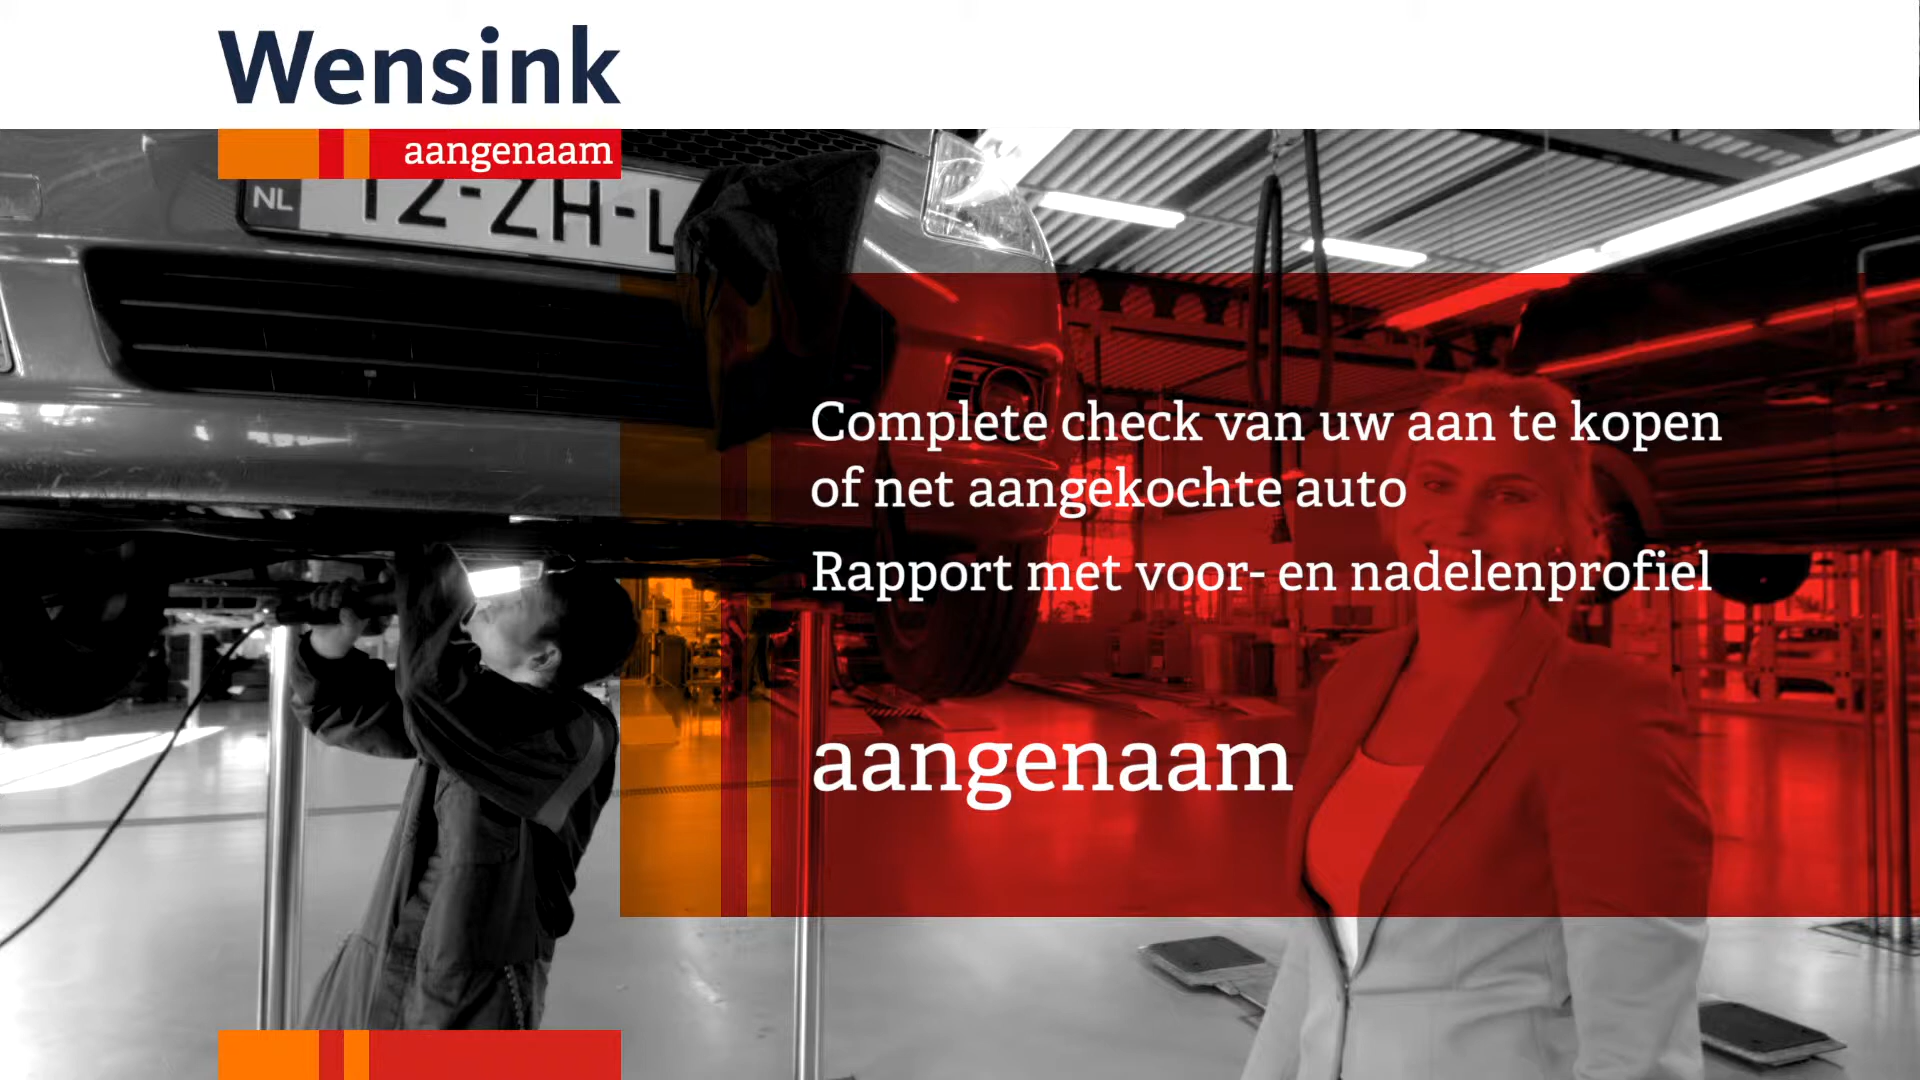 Wensink
aangenaam
NL
Complete check van uw aan te kopen
of net aangekochte auto
Rapport met voor- en nadelenprofiel
aangenaam